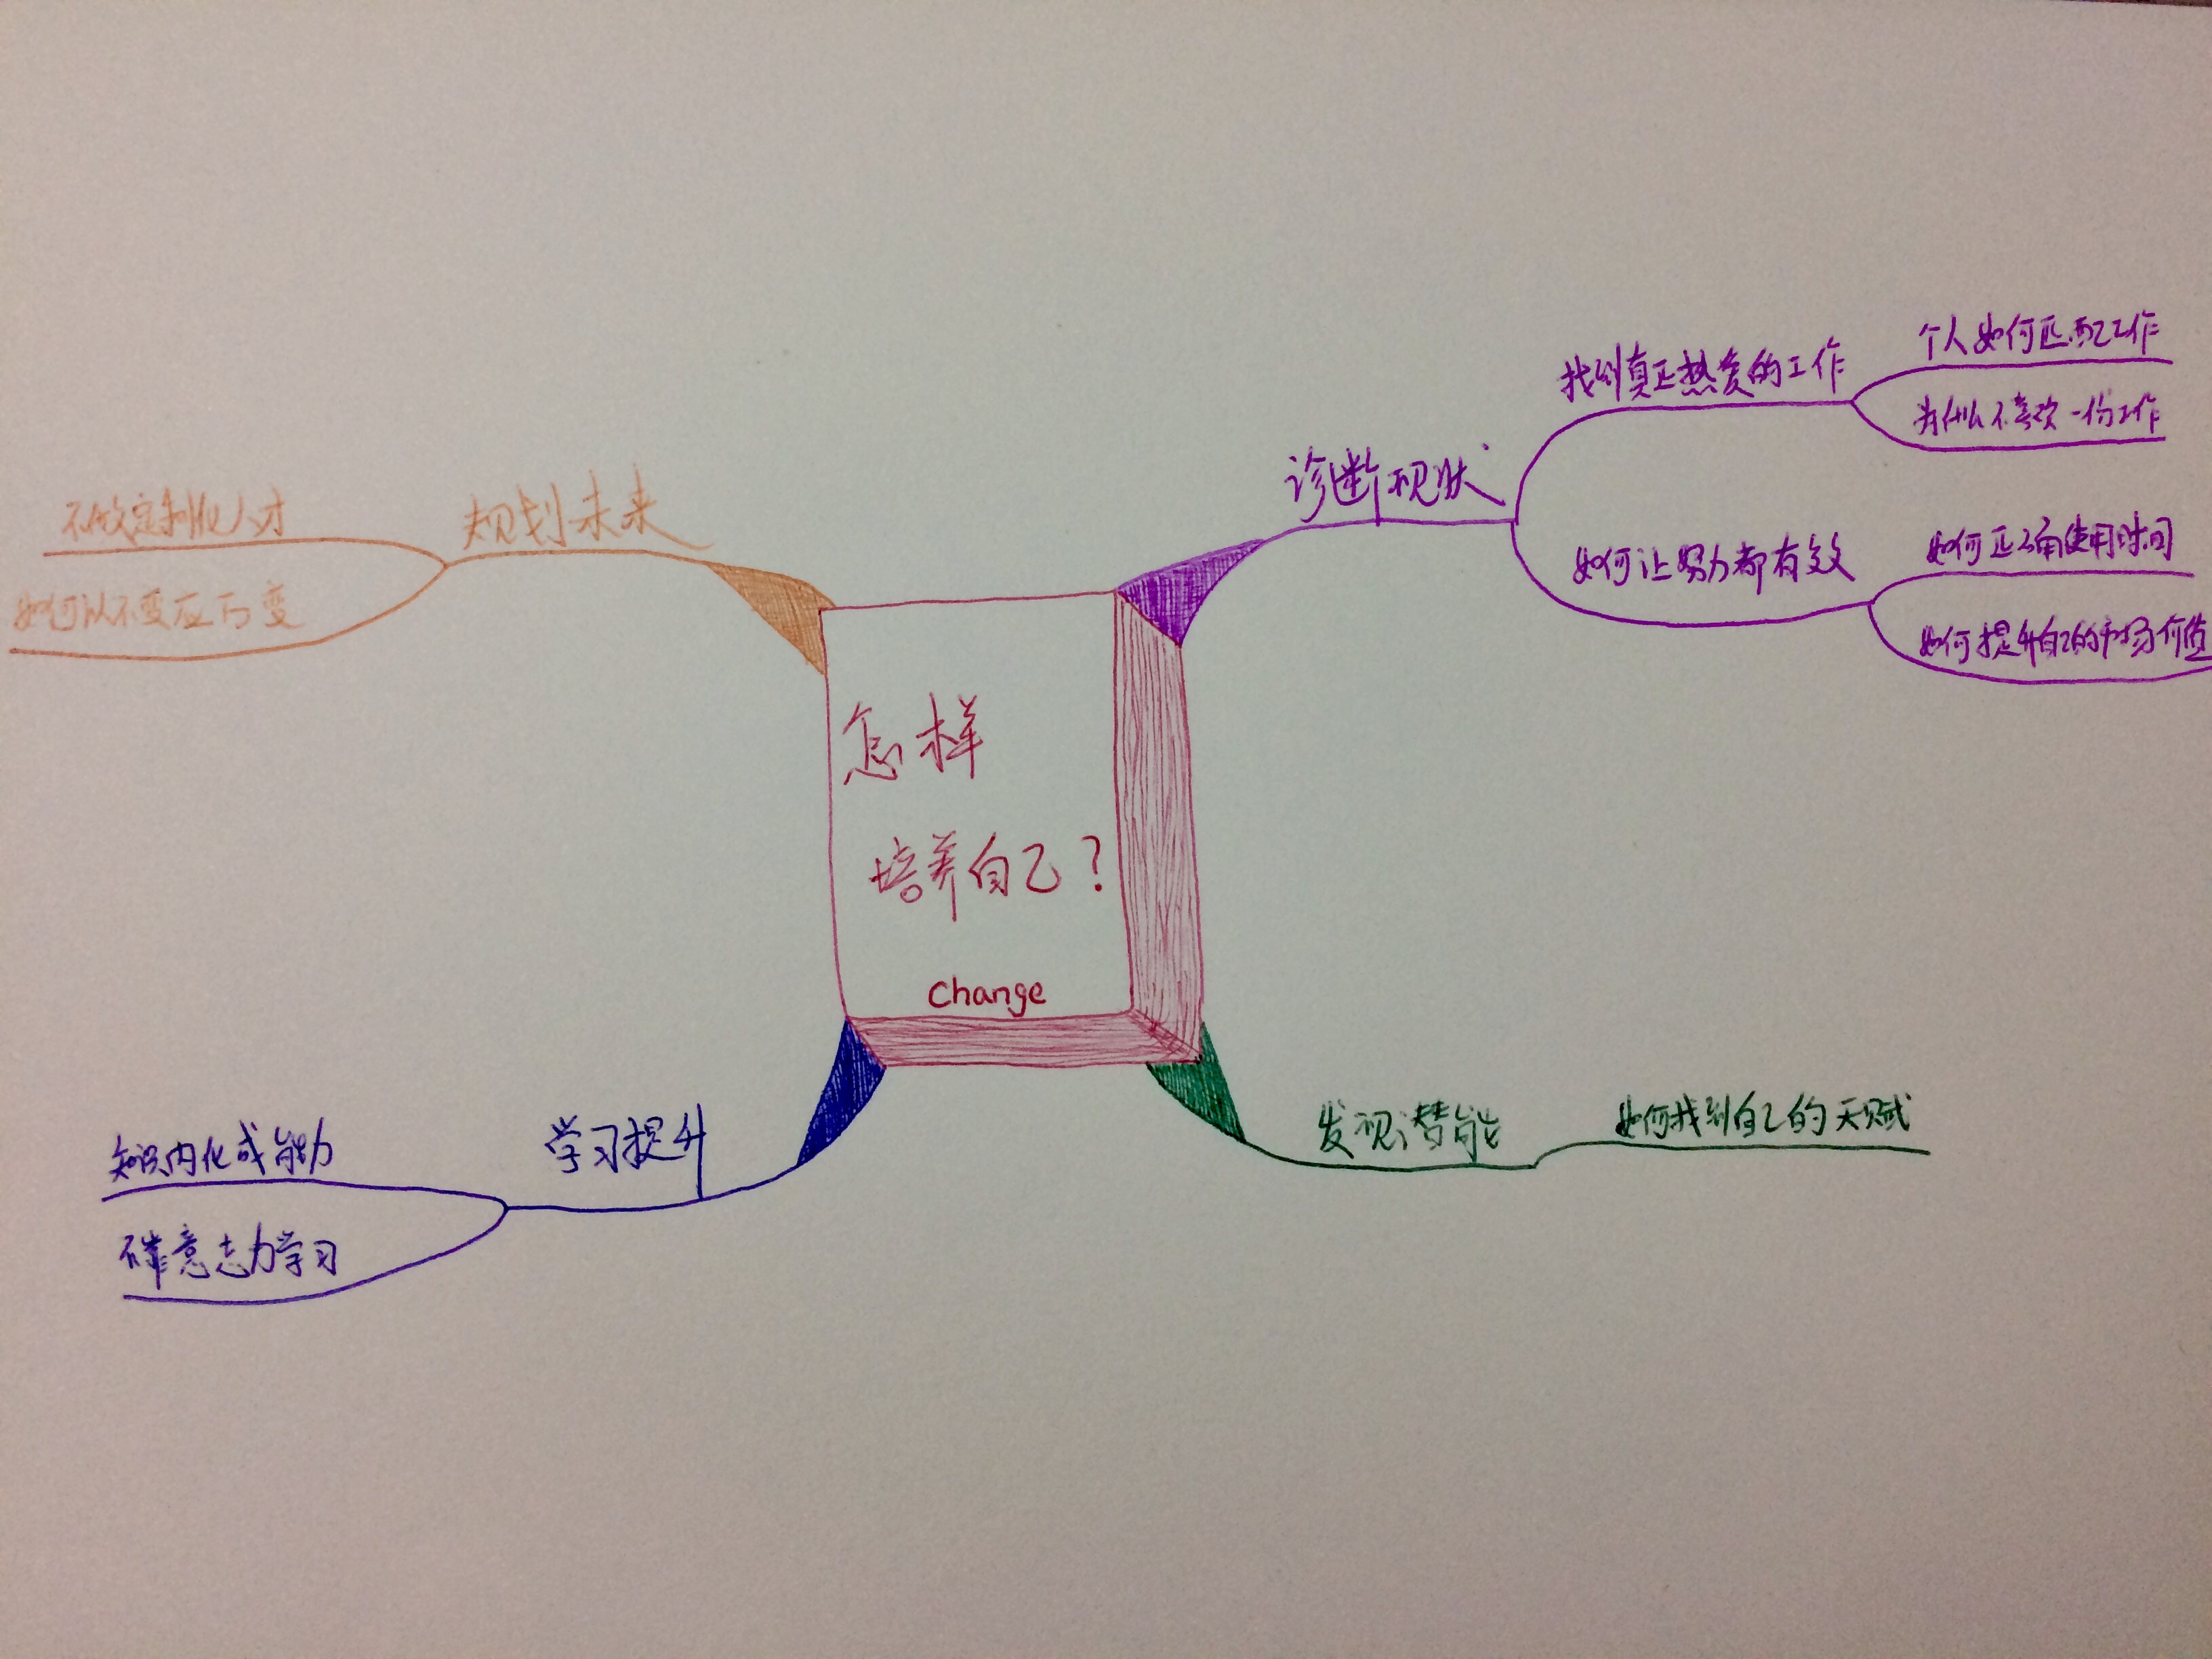 怎样
培养自己？
change
诊断现状
找到真正热爱的工作
个人如何匹配工作
为什么不喜欢一份工作
如何让努力都有效
如何正确使用时间
如何提升自己的市场价值
发现潜能
如何找到自己的天赋
学习提升
知识内化成能力
不靠意志力学习
规划未来
不做定制化人才
如何以不变应万变